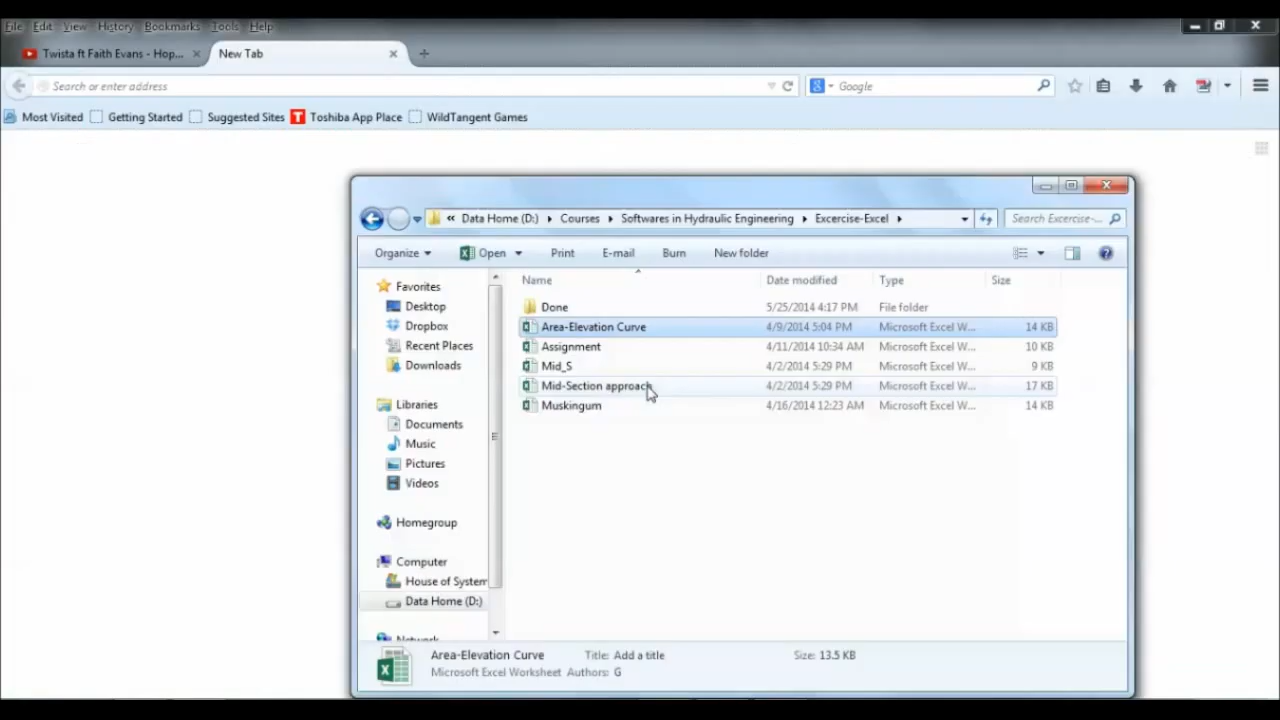 File Edit View History Bookmarks Tools Help
Twista ft Faith Evans - Hop... New Tab
Search or enter address Google
Most Visited Getting Started Suggested Sites Toshiba App Place WildTangent Games
« Data Home (D:) Courses Softwares in Hydraulic Engineering Excercise-Excel Search Excercise-...
Organize Open Print E-mail Burn New folder
Name Date modified Type Size
Favorites
Desktop
Dropbox
Recent Places
Downloads
Libraries
Documents
Music
Pictures
Videos
Homegroup
Computer
House of System
Data Home (D:)
Network
Done 5/25/2014 4:17 PM File folder
Area-Elevation Curve 4/9/2014 5:04 PM Microsoft Excel W... 14 KB
Assignment 4/11/2014 10:34 AM Microsoft Excel W... 10 KB
Mid_S 4/2/2014 5:29 PM Microsoft Excel W... 9 KB
Mid-Section approach 4/2/2014 5:29 PM Microsoft Excel W... 17 KB
Muskingum 4/16/2014 12:23 AM Microsoft Excel W... 14 KB
Area-Elevation Curve Title: Add a title Size: 13.5 KB
Microsoft Excel Worksheet Authors: G